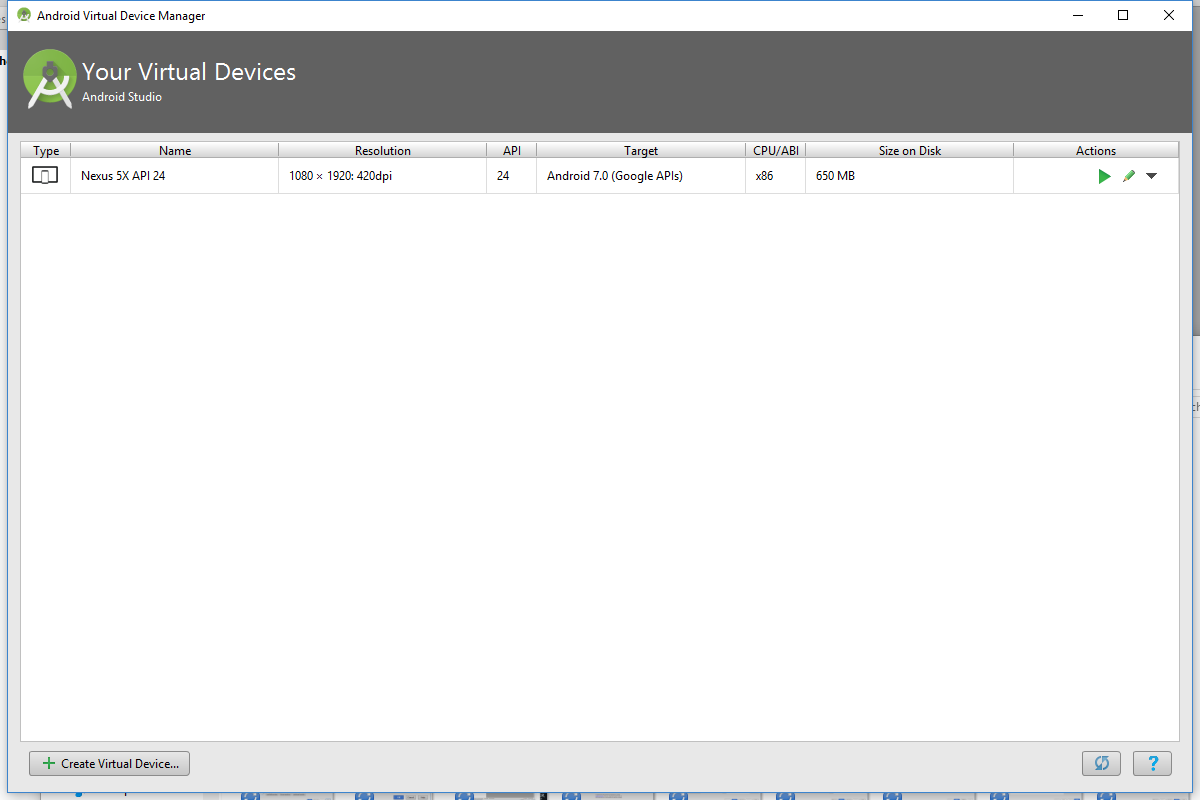 Android Virtual Device Manager
Your Virtual Devices
Android Studio
Type Name Resolution API Target CPU/ABI Size on Disk Actions
Nexus 5X API 24 1080 × 1920: 420dpi 24 Android 7.0 (Google APIs) x86 650 MB
Create Virtual Device...
?